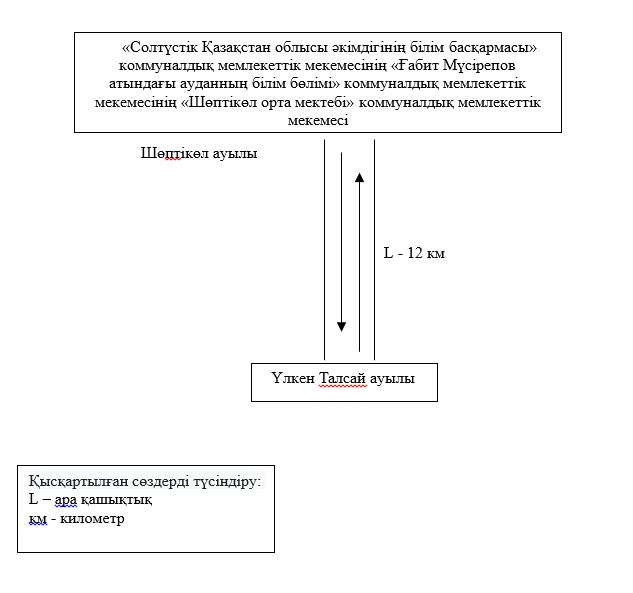 «Солтүстік Қазақстан облысы әкімдігінің білім басқармасы»
коммуналдық мемлекеттік мекемесінің «Ғабит Мүсірепов
атындағы ауданның білім бөлімі» коммуналдық мемлекеттік
мекемесінің «Шөптікөл орта мектебі» коммуналдық мемлекеттік
мекемесі
Шөптікөл ауылы
L - 12 км
Үлкен Талсай ауылы
Қысқартылған сөздерді түсіндіру:
L – ара қашықтық
км - километр